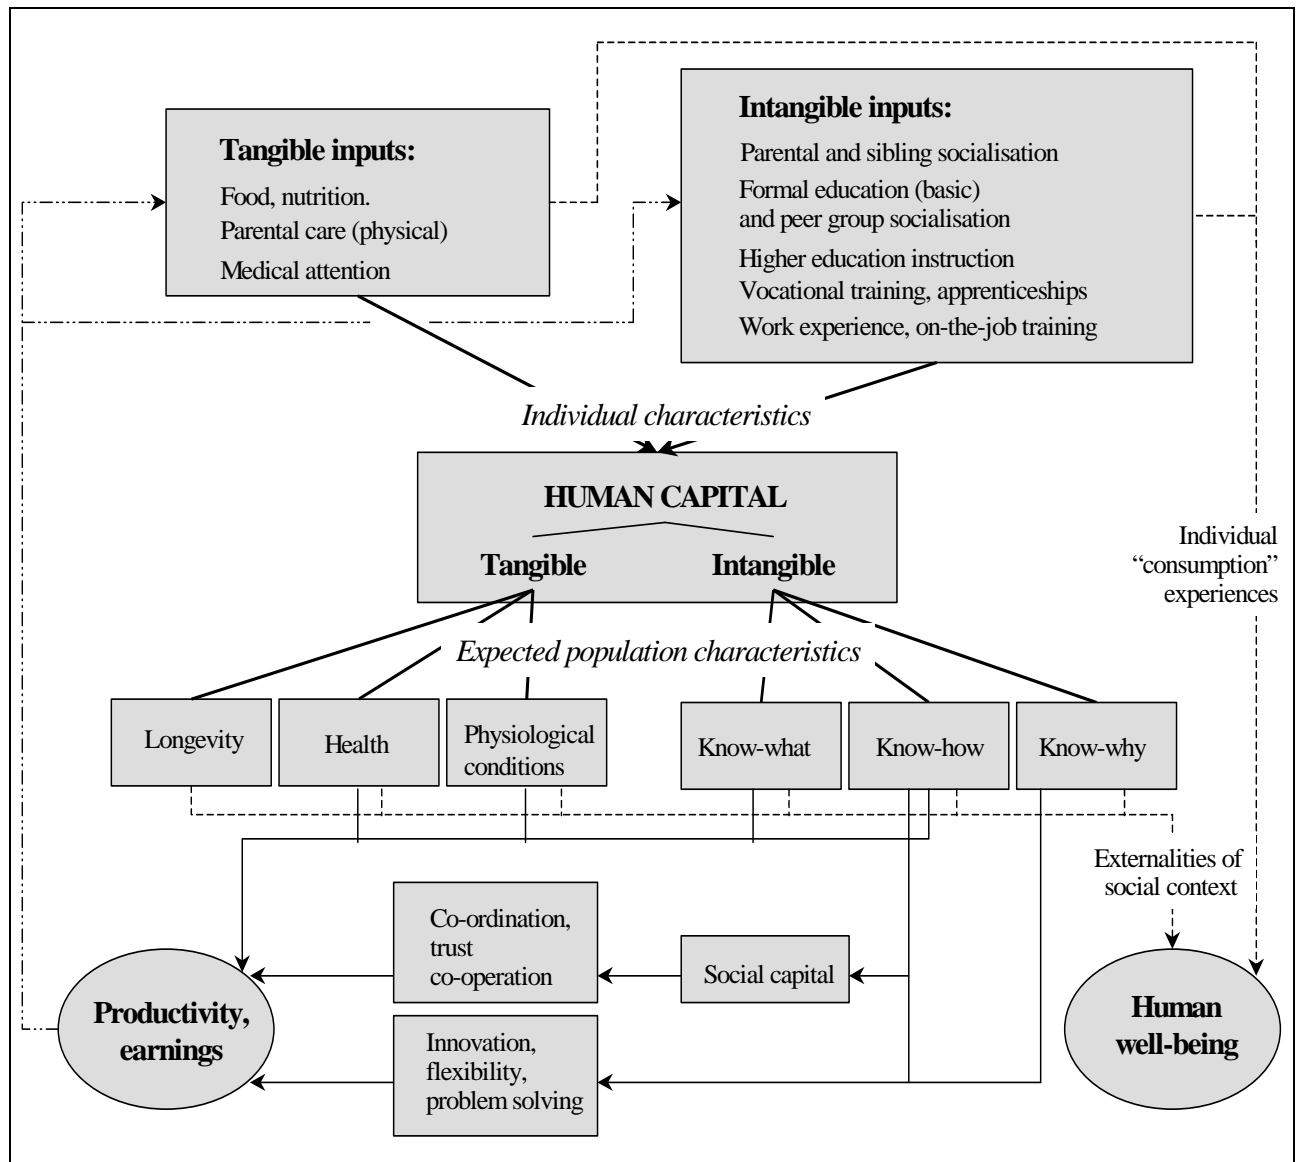 Tangible inputs:
Food, nutrition.
Parental care (physical)
Medical attention
Intangible inputs:
Parental and sibling socialisation
Formal education (basic)
and peer group socialisation
Higher education instruction
Vocational training, apprenticeships
Work experience, on-the-job training
Individual characteristics
HUMAN CAPITAL
Tangible
Intangible
Individual
“consumption”
experiences
Expected population characteristics
Longevity
Health
Physiological
conditions
Know-what
Know-how
Know-why
Externalities of
social context
Co-ordination,
trust
co-operation
Social capital
Productivity,
earnings
Innovation,
flexibility,
problem solving
Human
well-being